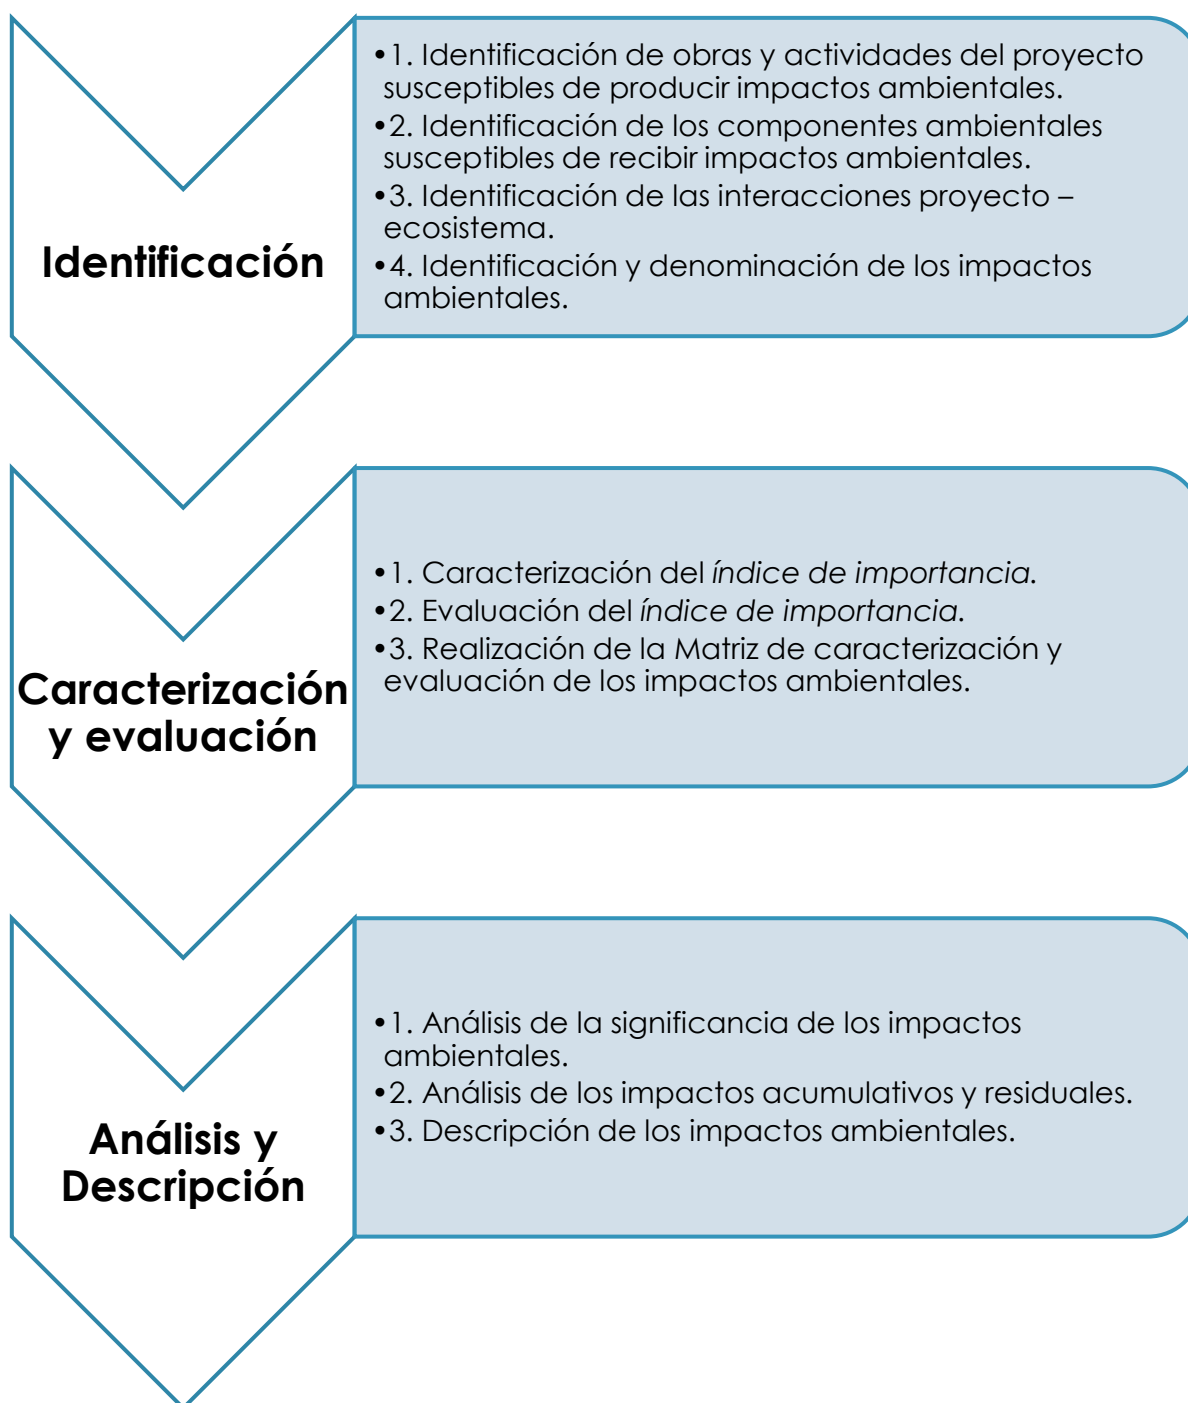 Identificación
•1. Identificación de obras y actividades del proyecto
susceptibles de producir impactos ambientales.
•2. Identificación de los componentes ambientales
susceptibles de recibir impactos ambientales.
•3. Identificación de las interacciones proyecto –
ecosistema.
•4. Identificación y denominación de los impactos
ambientales.
Caracterización
y evaluación
•1. Caracterización del índice de importancia.
•2. Evaluación del índice de importancia.
•3. Realización de la Matriz de caracterización y
evaluación de los impactos ambientales.
Análisis y
Descripción
•1. Análisis de la significancia de los impactos
ambientales.
•2. Análisis de los impactos acumulativos y residuales.
•3. Descripción de los impactos ambientales.